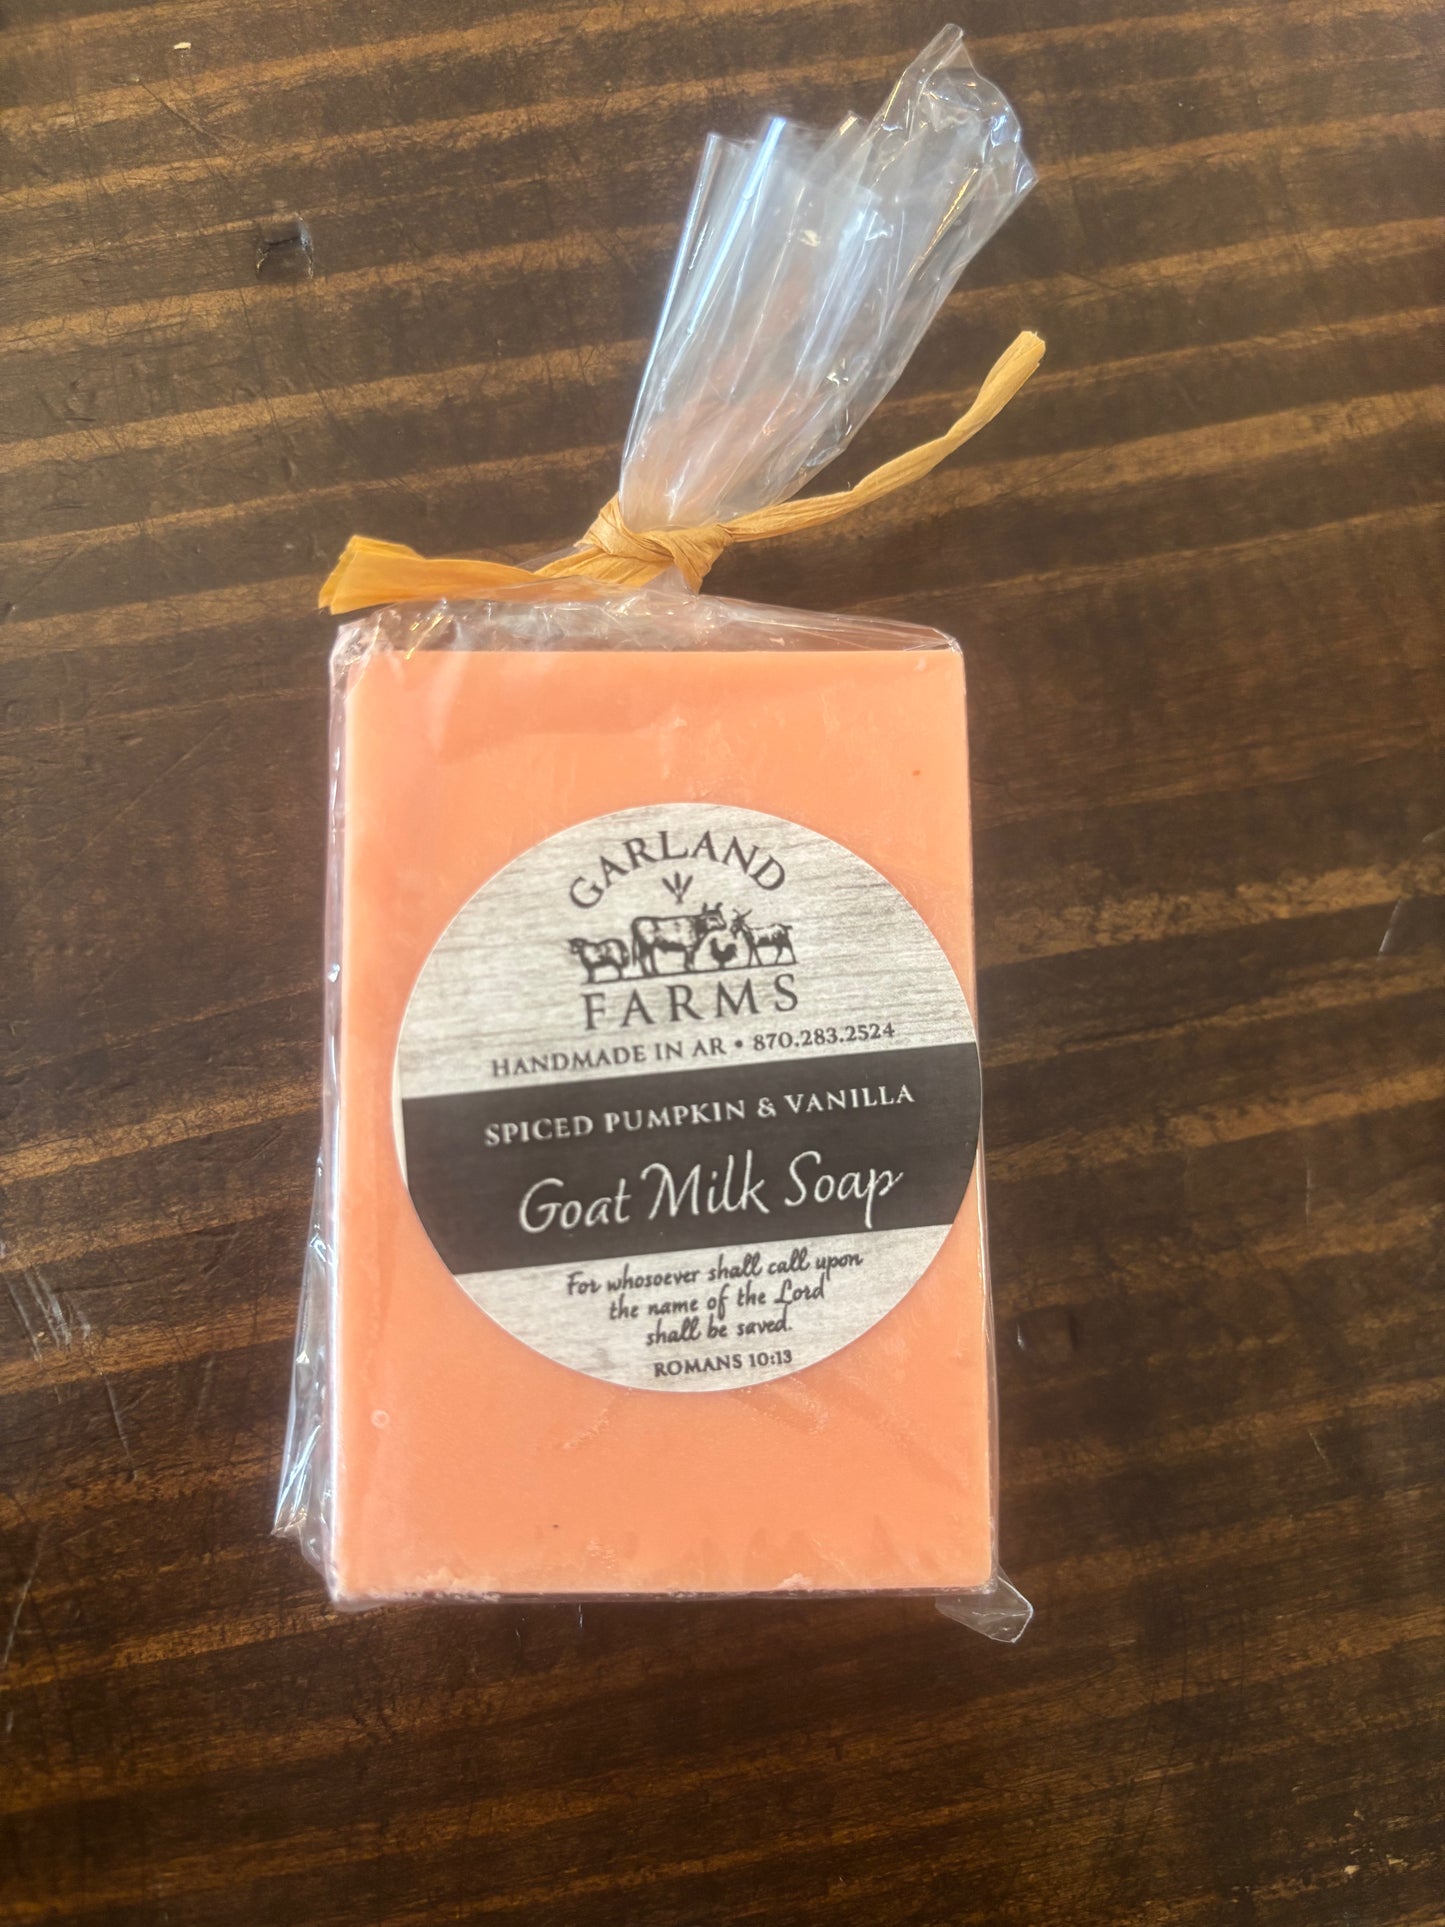 GARLAND
FARMS
HANDMADE IN AR • 870.283.2524
SPICED PUMPKIN & VANILLA
Goat Milk Soap
For whosoever shall call upon
the name of the Lord
shall be saved.
ROMANS 10:13